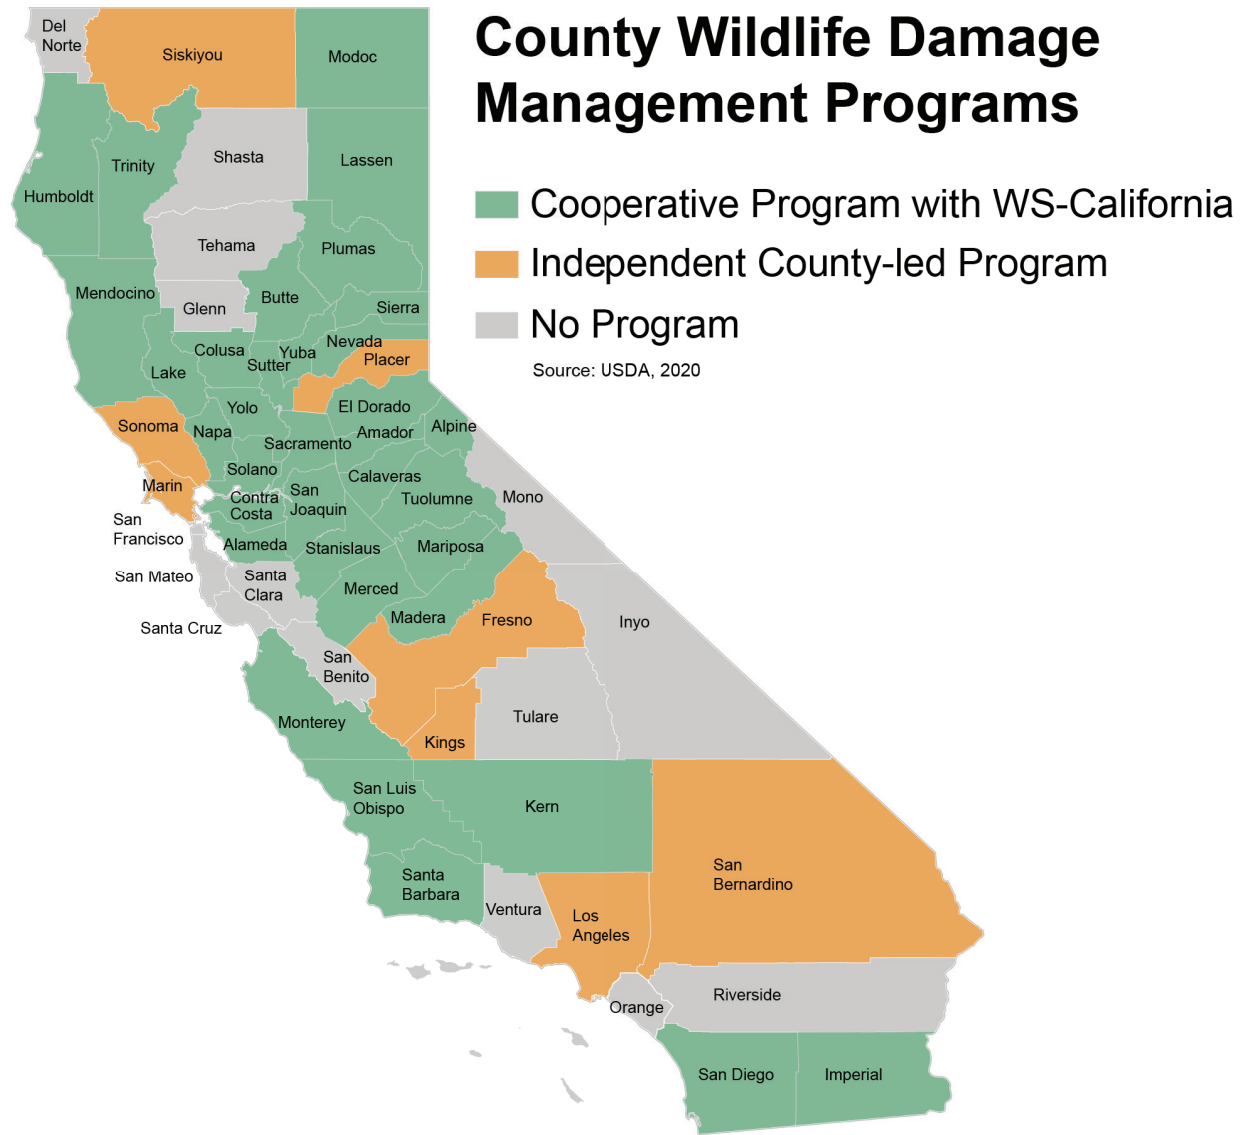 County Wildlife Damage
Management Programs
Cooperative Program with WS-California
Independent County-led Program
No Program
Source: USDA, 2020
Del
Norte
Siskiyou
Modoc
Shasta
Lassen
Trinity
Humboldt
Tehama
Plumas
Mendocino
Butte
Glenn
Sierra
Nevada
Colusa
Yuba
Placer
Sutter
Lake
El Dorado
Yolo
Sonoma
Napa
Amador
Alpine
Sacramento
Solano
Calaveras
Marin
San
Joaquin
Contra
Costa
Tuolumne
Mono
San
Francisco
Alameda
Stanislaus
Mariposa
San Mateo
Santa
Clara
Merced
Madera
Fresno
Inyo
Santa Cruz
San
Benito
Monterey
Tulare
Kings
San Luis
Obispo
Kern
San
Bernardino
Santa
Barbara
Ventura
Los
Angeles
Riverside
Orange
San Diego
Imperial